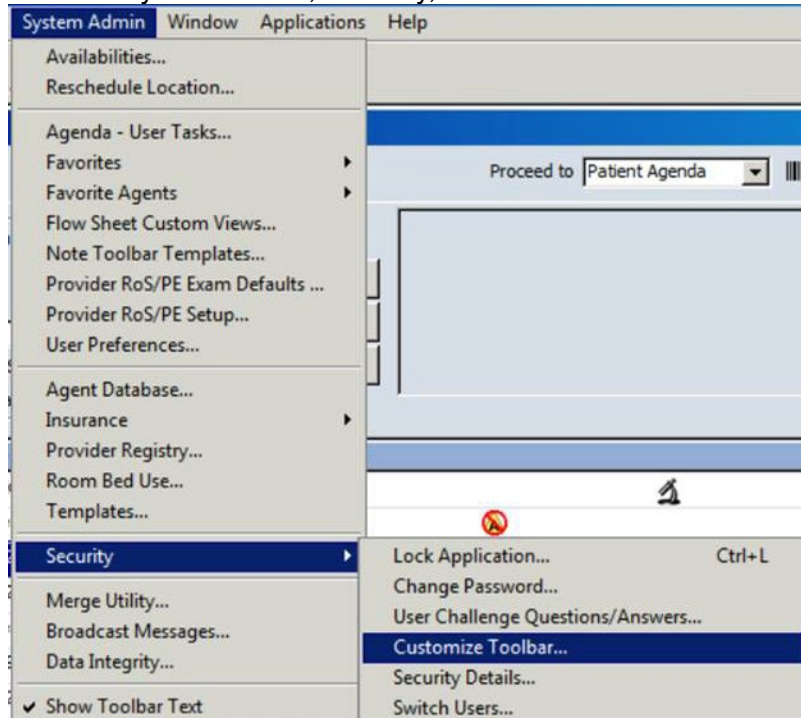 System Admin Window Applications Help
Availabilities...
Reschedule Location...
Agenda - User Tasks...
Favorites
Proceed to Patient Agenda
Favorite Agents
Flow Sheet Custom Views...
Note Toolbar Templates...
Provider RoS/PE Exam Defaults ...
Provider RoS/PE Setup...
User Preferences...
Agent Database...
Insurance
Provider Registry...
Room Bed Use...
Templates...
Security
Lock Application... Ctrl+L
Change Password...
Merge Utility...
User Challenge Questions/Answers...
Broadcast Messages...
Customize Toolbar...
Data Integrity...
Security Details...
Show Toolbar Text
Switch Users...